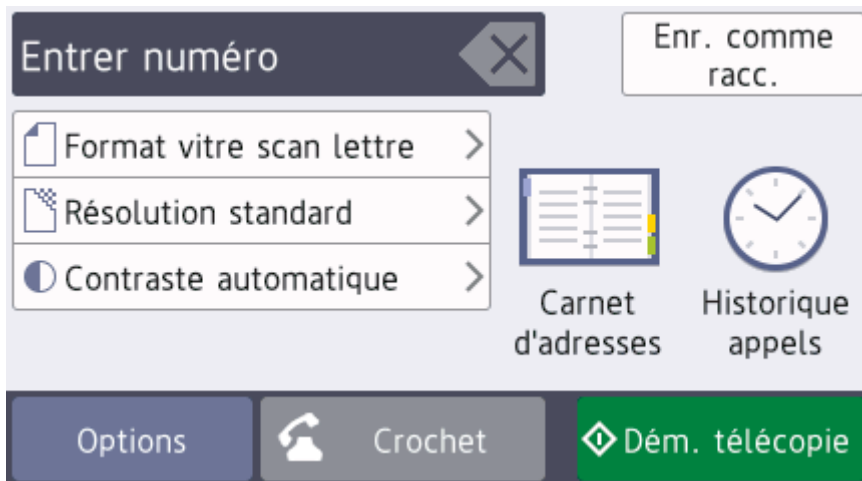 Entrer numéro
Enr. comme
racc.
Format vitre scan lettre
Résolution standard
Contraste automatique
Carnet
d'adresses
Historique
appels
Options
Crochet
Dém. télécopie